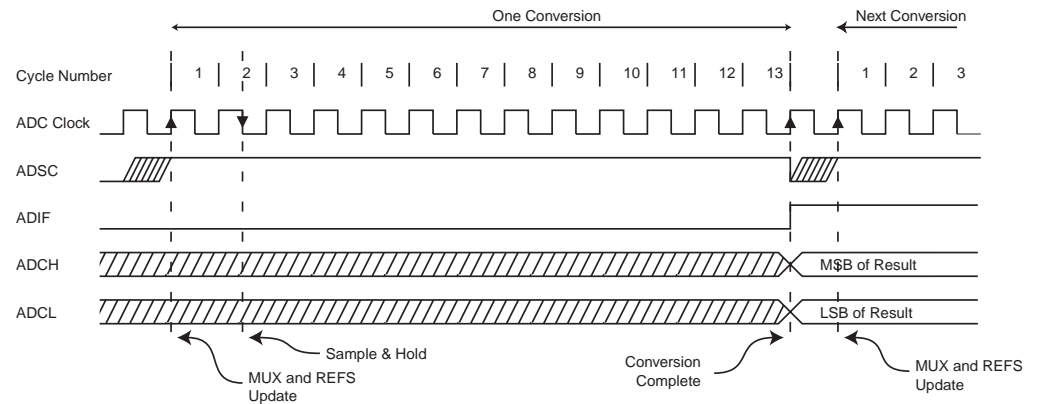 One Conversion Next Conversion
Cycle Number 1 2 3 4 5 6 7 8 9 10 11 12 13 1 2 3
ADC Clock
ADSC
ADIF
ADCH MSB of Result
ADCL LSB of Result
Sample & Hold
MUX and REFS
Update
Conversion
Complete
MUX and REFS
Update